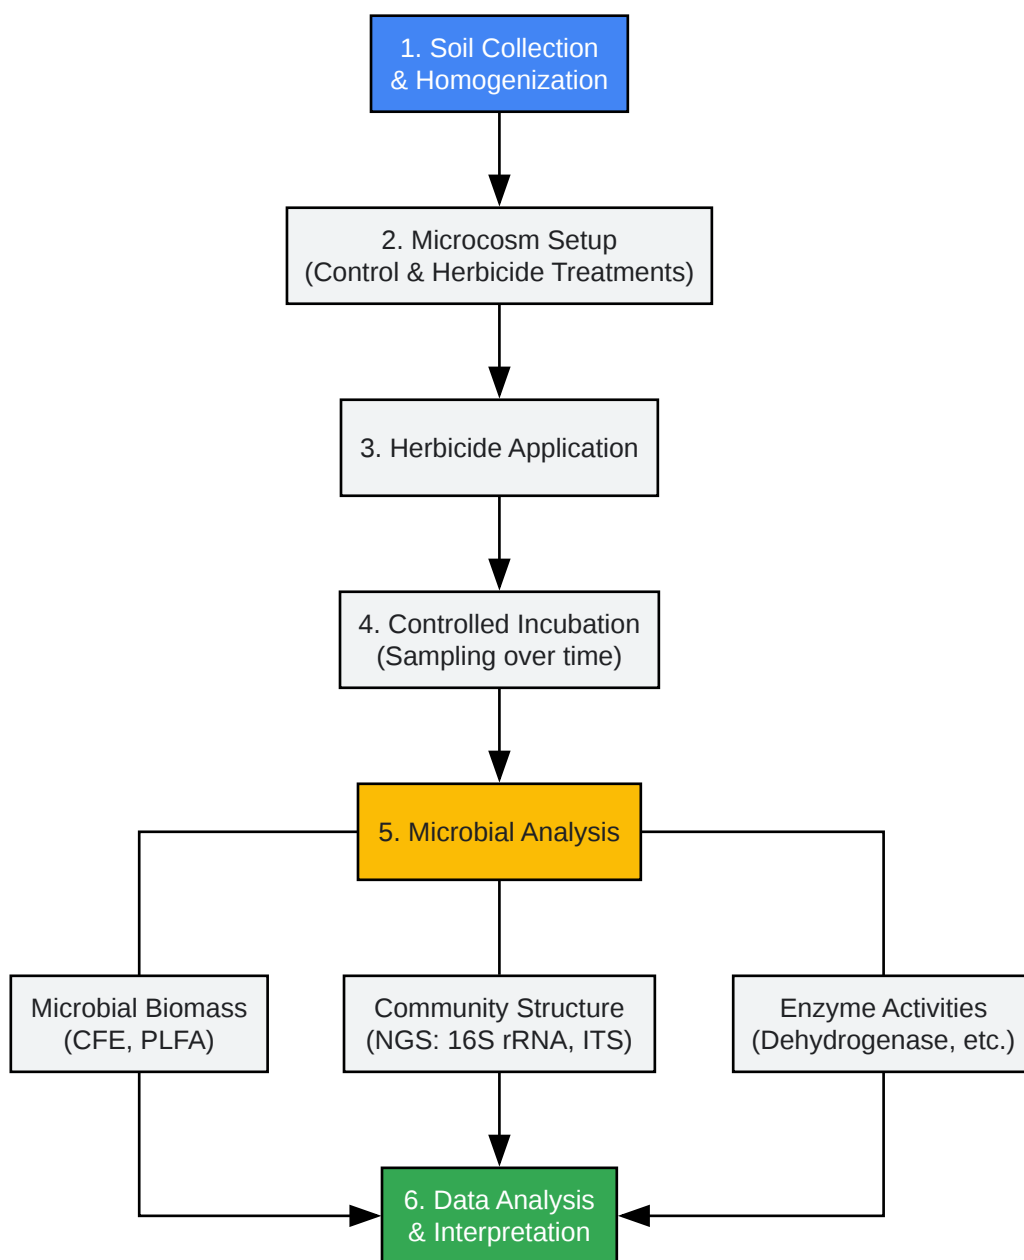 1. Soil Collection
& Homogenization
2. Microcosm Setup
(Control & Herbicide Treatments)
3. Herbicide Application
4. Controlled Incubation
(Sampling over time)
5. Microbial Analysis
Microbial Biomass
(CFE, PLFA)
Community Structure
(NGS: 16S rRNA, ITS)
Enzyme Activities
(Dehydrogenase, etc.)
6. Data Analysis
& Interpretation